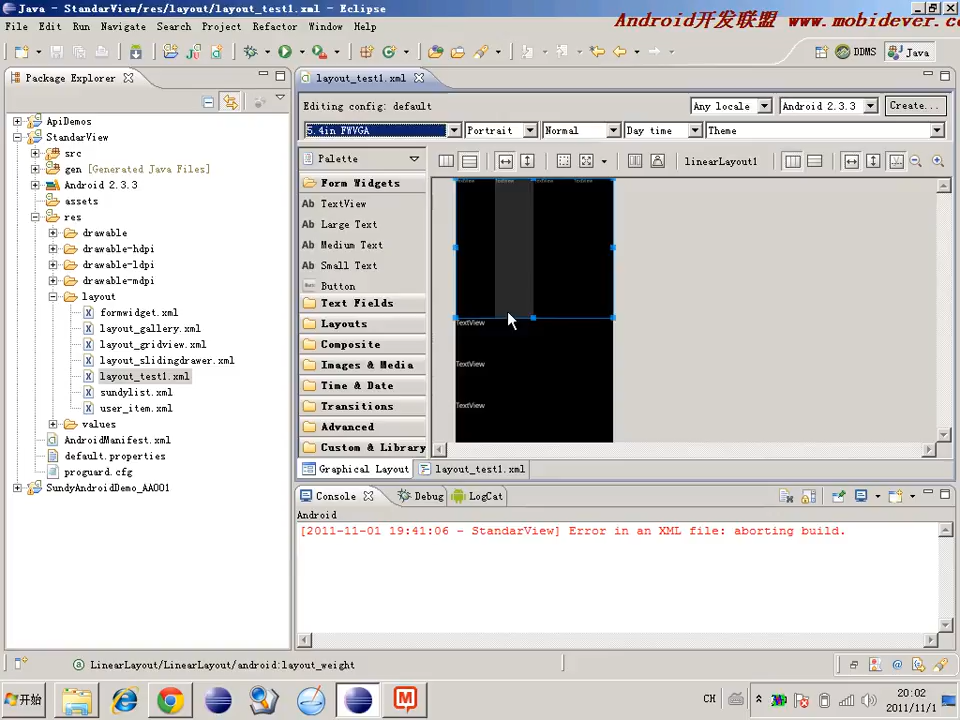 Java - StandarView/res/layout/layout_test1.xml - Eclipse
Android开发联盟 www.mobidever.c
File Edit Run Navigate Search Project Refactor Window Help
DDMS Java
Package Explorer
layout_test1.xml
Editing config: default
Any locale Android 2.3.3 Create...
5.4in FWVGA Portrait Normal Day time Theme
Palette
linearLayout1
Form Widgets
Ab TextView
Ab Large Text
Ab Medium Text
Ab Small Text
Button
Text Fields
Layouts
Composite
Images & Media
Time & Date
Transitions
Advanced
Custom & Library
ApiDemos
StandarView
src
gen [Generated Java Files]
Android 2.3.3
assets
res
drawable
drawable-hdpi
drawable-ldpi
drawable-mdpi
layout
formwidget.xml
layout_gallery.xml
layout_gridview.xml
layout_slidingdrawer.xml
layout_test1.xml
sundylist.xml
user_item.xml
values
AndroidManifest.xml
default.properties
proguard.cfg
SundyAndroidDemo_AA001
TextView
TextView
TextView
Graphical Layout layout_test1.xml
Console Debug LogCat
Android
[2011-11-01 19:41:06 - StandarView] Error in an XML file: aborting build.
LinearLayout/LinearLayout/android:layout_weight
开始
CH
20:02
2011/11/1